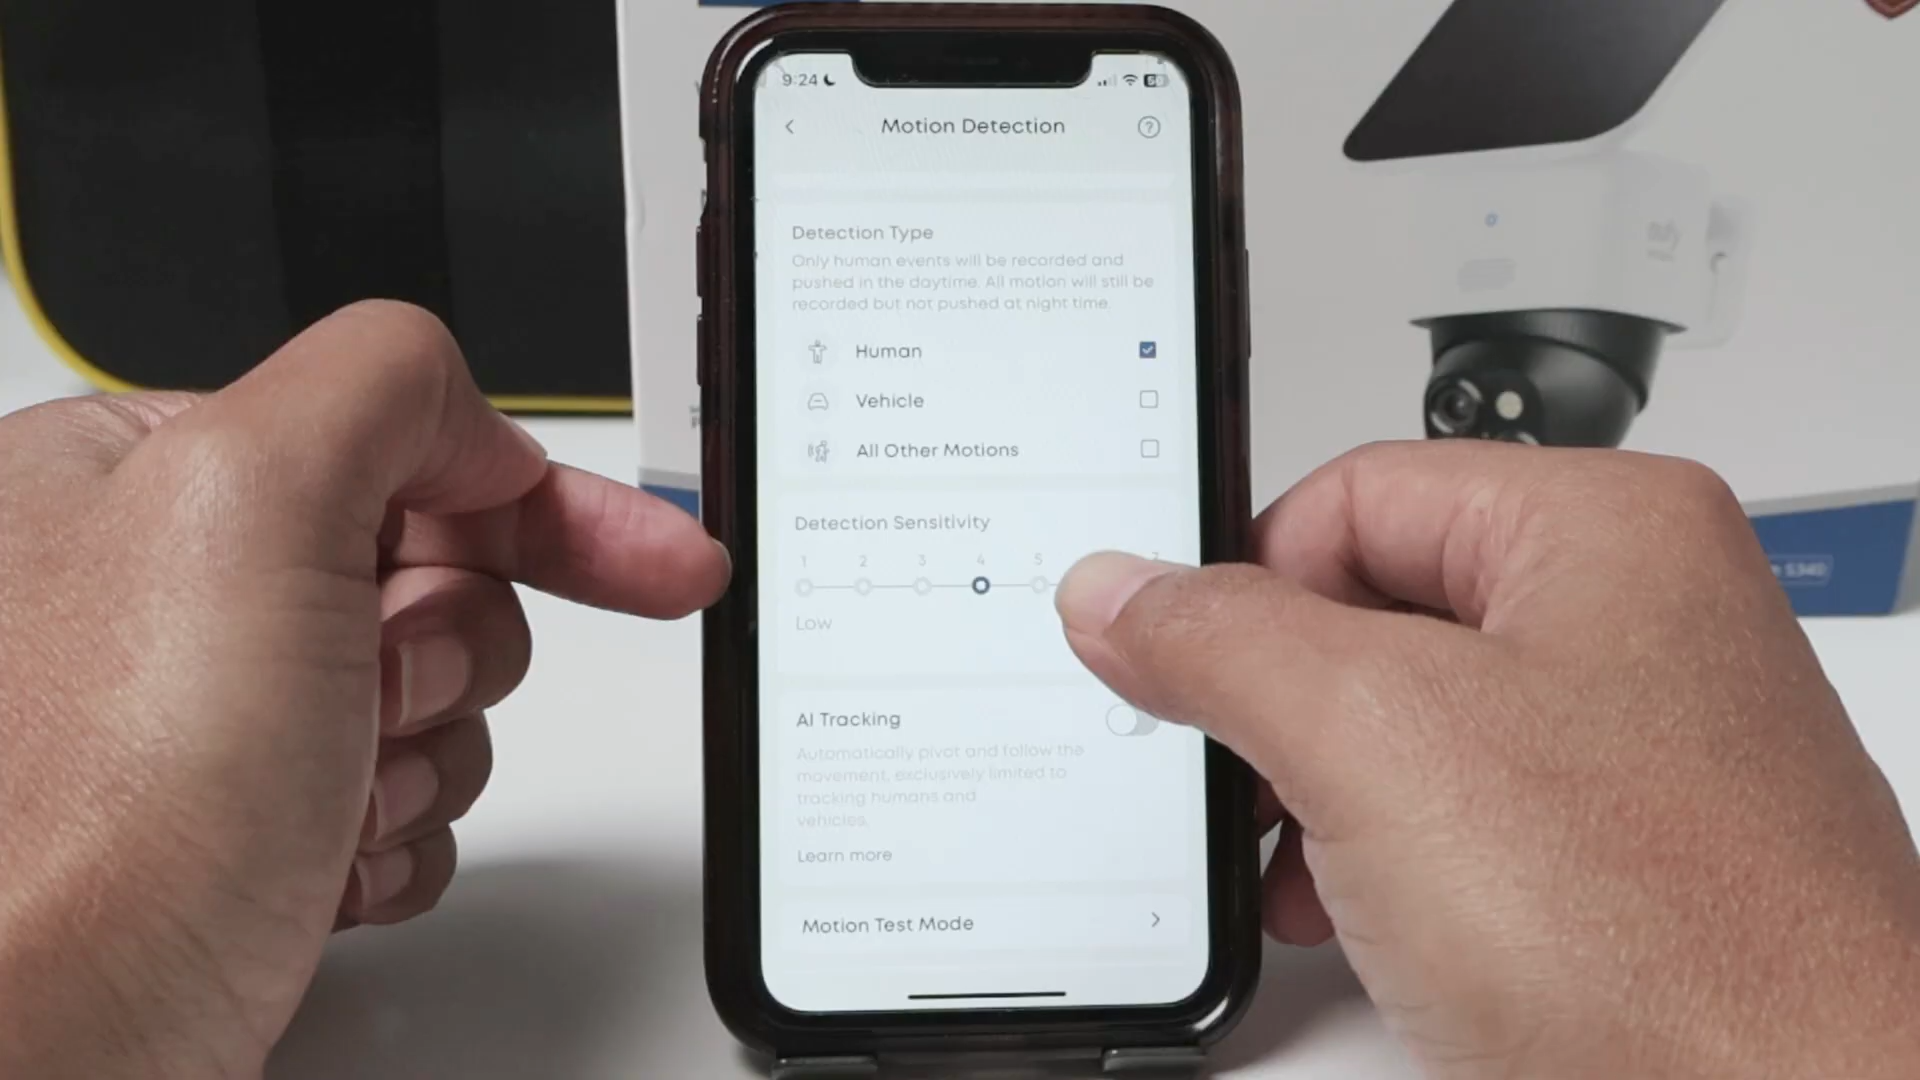 9:24
Motion Detection
Detection Type
Only human events will be recorded and
pushed in the daytime. All motion will still be
recorded but not pushed at night time.
Human
Vehicle
All Other Motions
Detection Sensitivity
1 2 3 4 5 7
Low
AI Tracking
Automatically pivot and follow the
movement, exclusively limited to
tracking humans and
vehicles.
Learn more
Motion Test Mode
eufy
S340